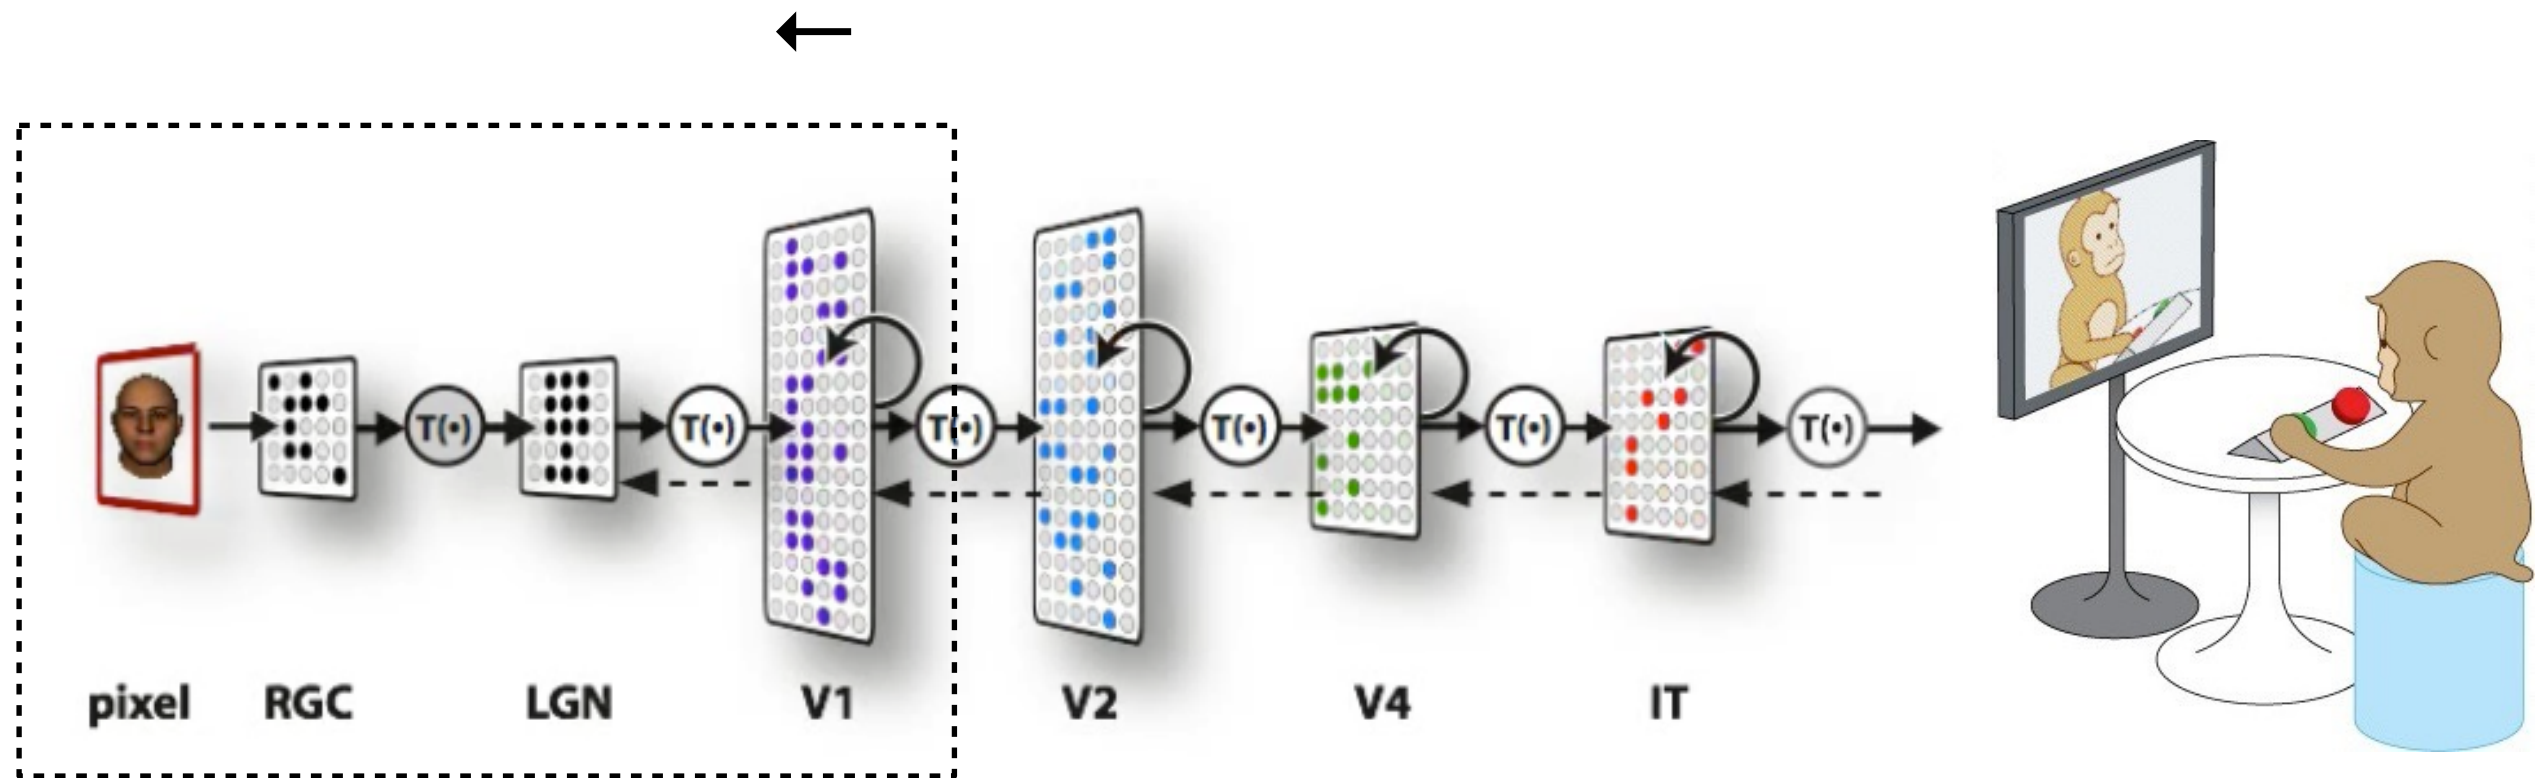 T(•) T(•) T(•) T(•) T(•) T(•)
pixel RGC LGN V1 V2 V4 IT